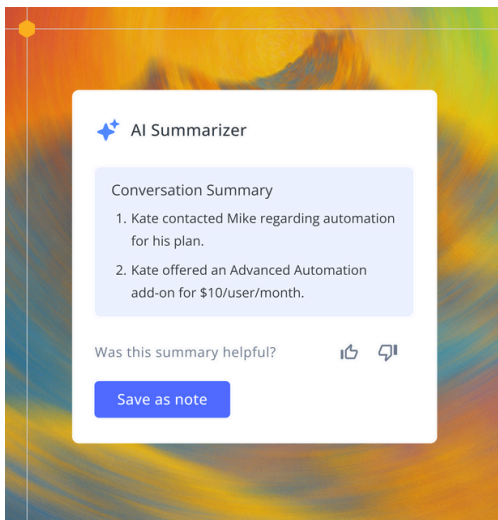 AI Summarizer
Conversation Summary
1. Kate contacted Mike regarding automation
for his plan.
2. Kate offered an Advanced Automation
add-on for $10/user/month.
Was this summary helpful?
Save as note